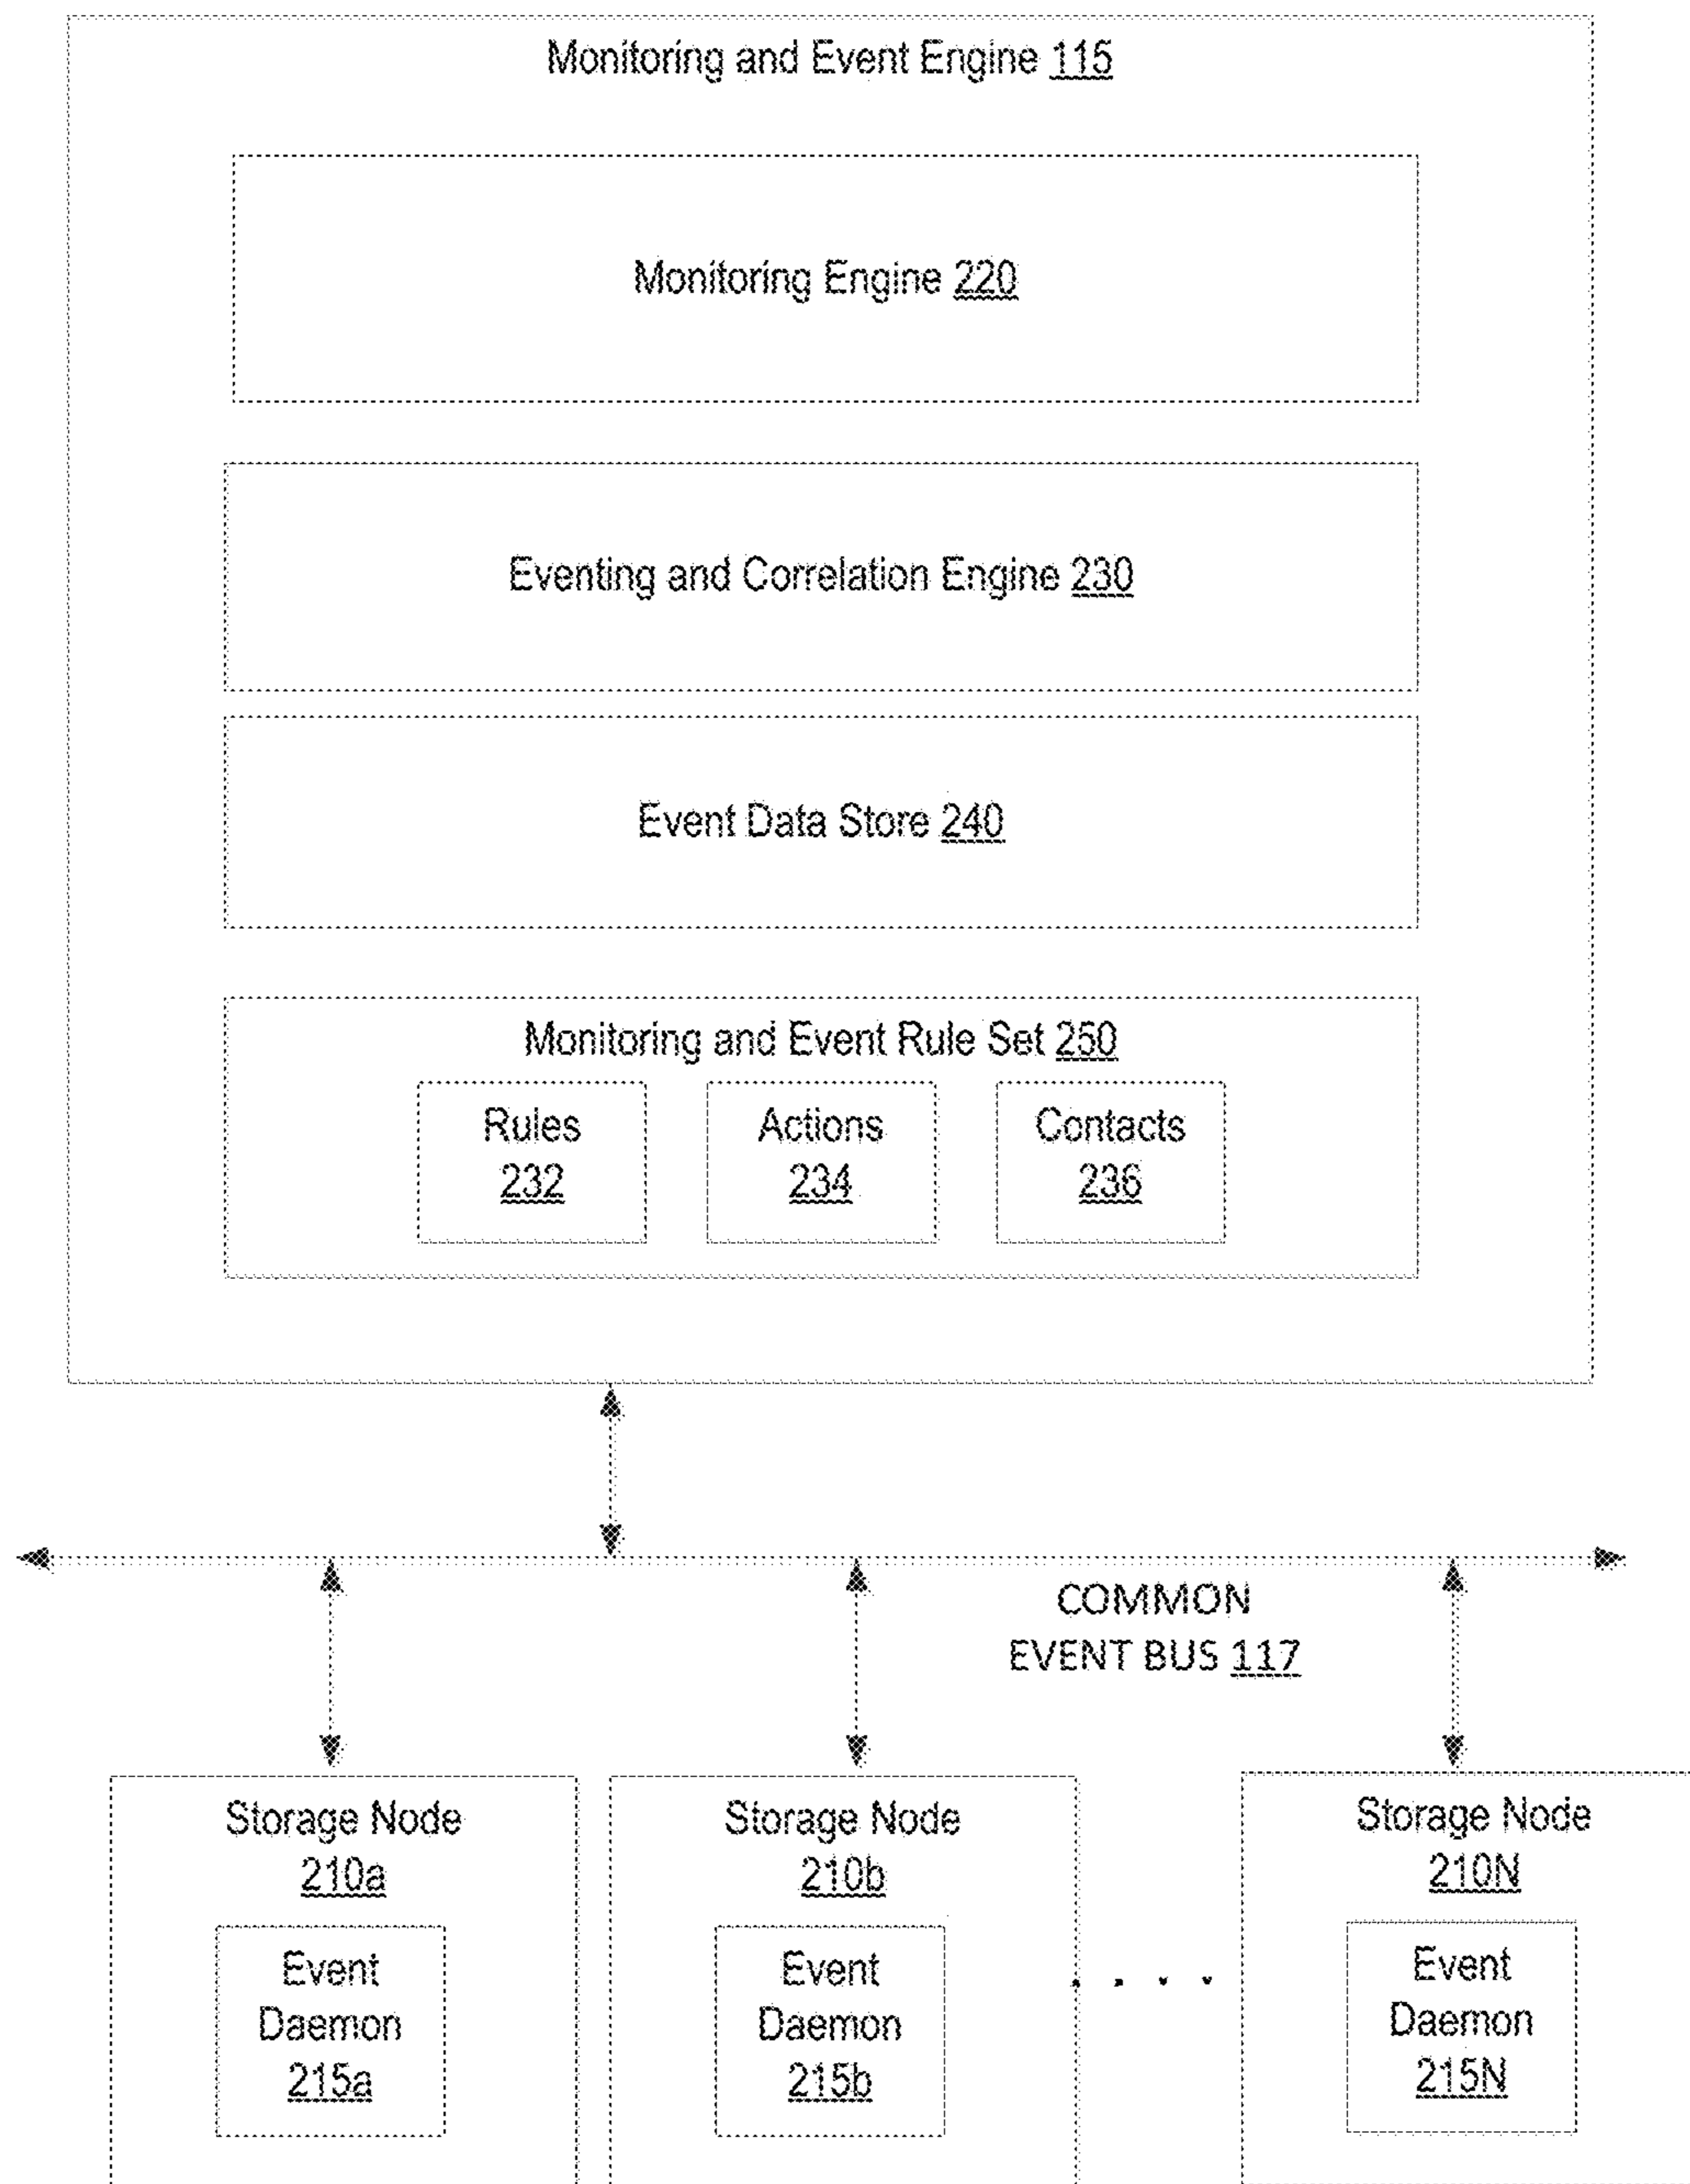 Monitoring and Event Engine 115
Monitoring Engine 220
Eventing and Correlation Engine 230
Event Data Store 240
Monitoring and Event Rule Set 250
Rules
232
Actions
234
Contacts
236
COMMON
EVENT BUS 117
Storage Node
210a
Event
Daemon
215a
Storage Node
210b
Event
Daemon
215b
. . . .
Storage Node
210N
Event
Daemon
215N